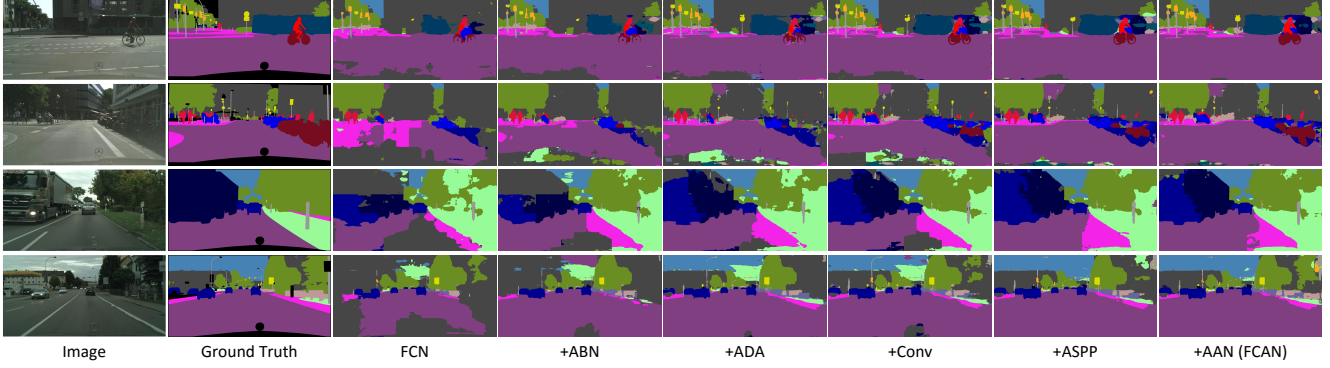 Image
Ground Truth
FCN
+ABN
+ADA
+Conv
+ASPP
+AAN (FCAN)